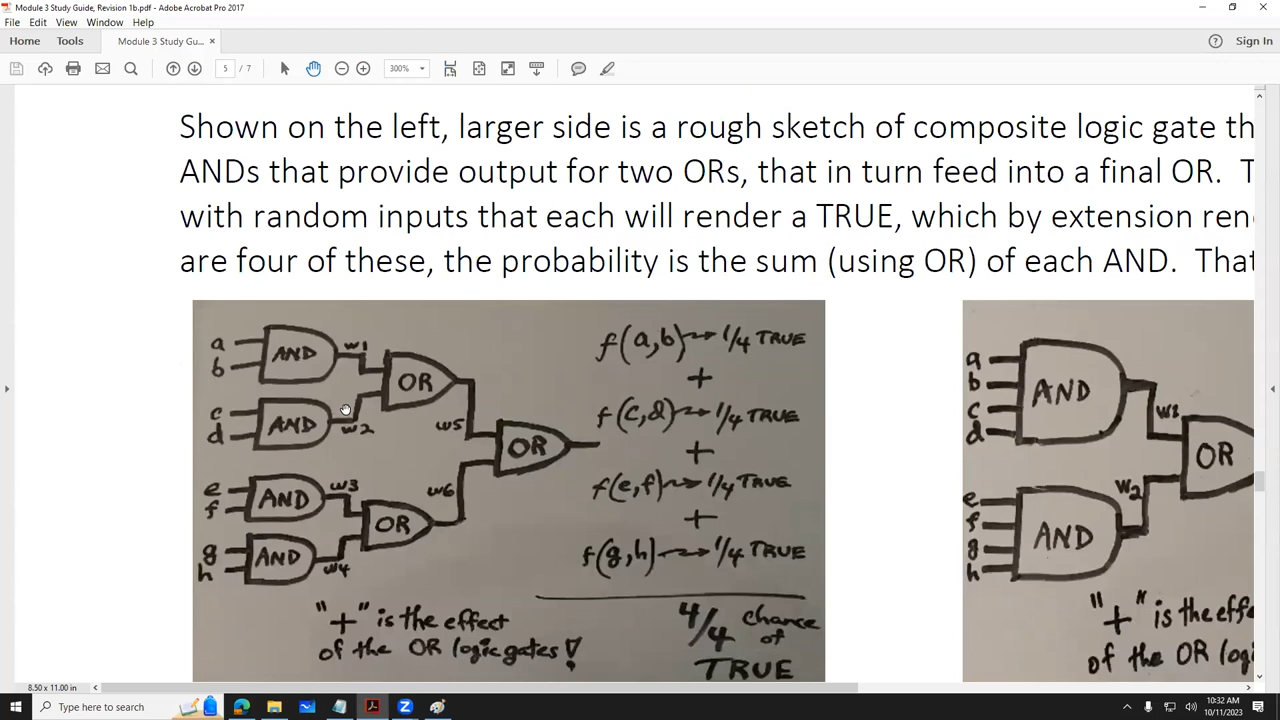 Module 3 Study Guide, Revision 1b.pdf - Adobe Acrobat Pro 2017
File Edit View Window Help
Home Tools Module 3 Study Gu... × Sign In
5 / 7 300%
Shown on the left, larger side is a rough sketch of composite logic gate th
ANDs that provide output for two ORs, that in turn feed into a final OR. T
with random inputs that each will render a TRUE, which by extension ren
are four of these, the probability is the sum (using OR) of each AND. That
a
b
AND
w1
c
d
AND
w2
OR
w5
e
f
AND
w3
g
h
AND
w4
OR
w6
OR
f(a,b) → 1/4 TRUE
+
f(c,d) → 1/4 TRUE
+
f(e,f) → 1/4 TRUE
+
f(g,h) → 1/4 TRUE
4/4 chance
of
TRUE
"+" is the effect
of the OR logic gates!
a
b
c
d
AND
w1
e
f
g
h
AND
w2
OR
"+" is the effe
of the OR log
8.50 x 11.00 in
Type here to search
10:32 AM
10/11/2023